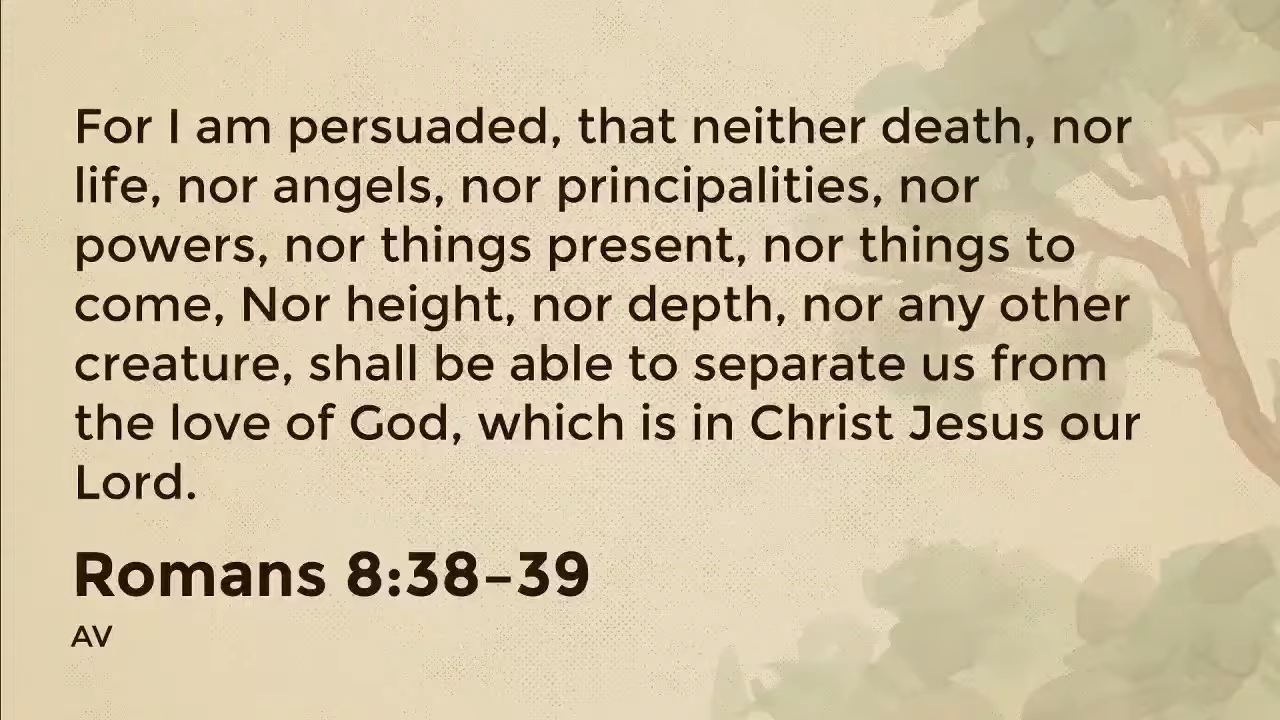 For I am persuaded, that neither death, nor
life, nor angels, nor principalities, nor
powers, nor things present, nor things to
come, Nor height, nor depth, nor any other
creature, shall be able to separate us from
the love of God, which is in Christ Jesus our
Lord.
Romans 8:38–39
AV